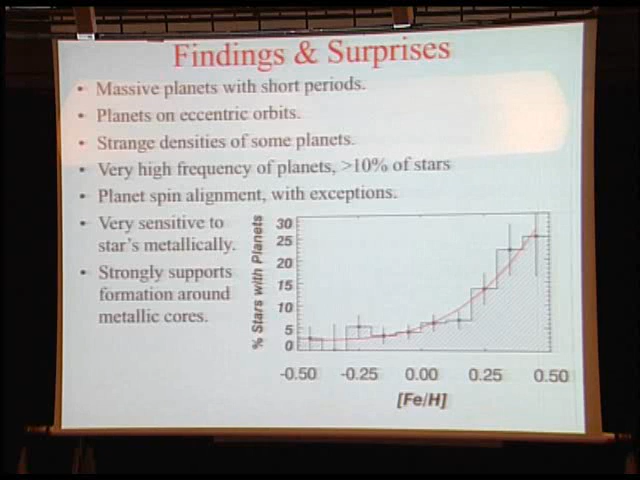 Findings & Surprises
• Massive planets with short periods.
• Planets on eccentric orbits.
• Strange densities of some planets.
• Very high frequency of planets, >10% of stars
• Planet spin alignment, with exceptions.
• Very sensitive to
star's metallically.
• Strongly supports
formation around
metallic cores.
% Stars with Planets
30
25
20
15
10
5
0
-0.50 -0.25 0.00 0.25 0.50
[Fe/H]